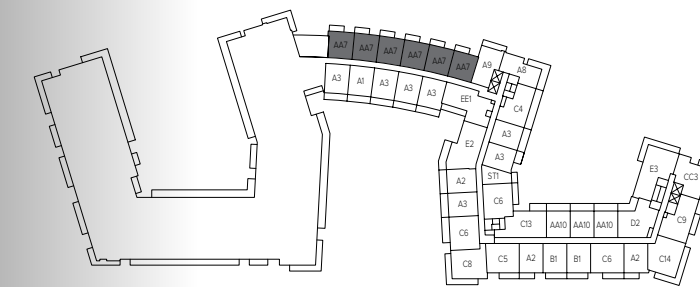 AA7 AA7 AA7 AA7 AA7 AA7 A9 A8
A3 A1 A3 A3 A3 EE1 C4
A3
E2
A3
ST1
A2
A3 C6
C6
C8
E3 CC3
C13 AA10 AA10 AA10 D2 C9
C5 A2 B1 B1 C6 A2 C14